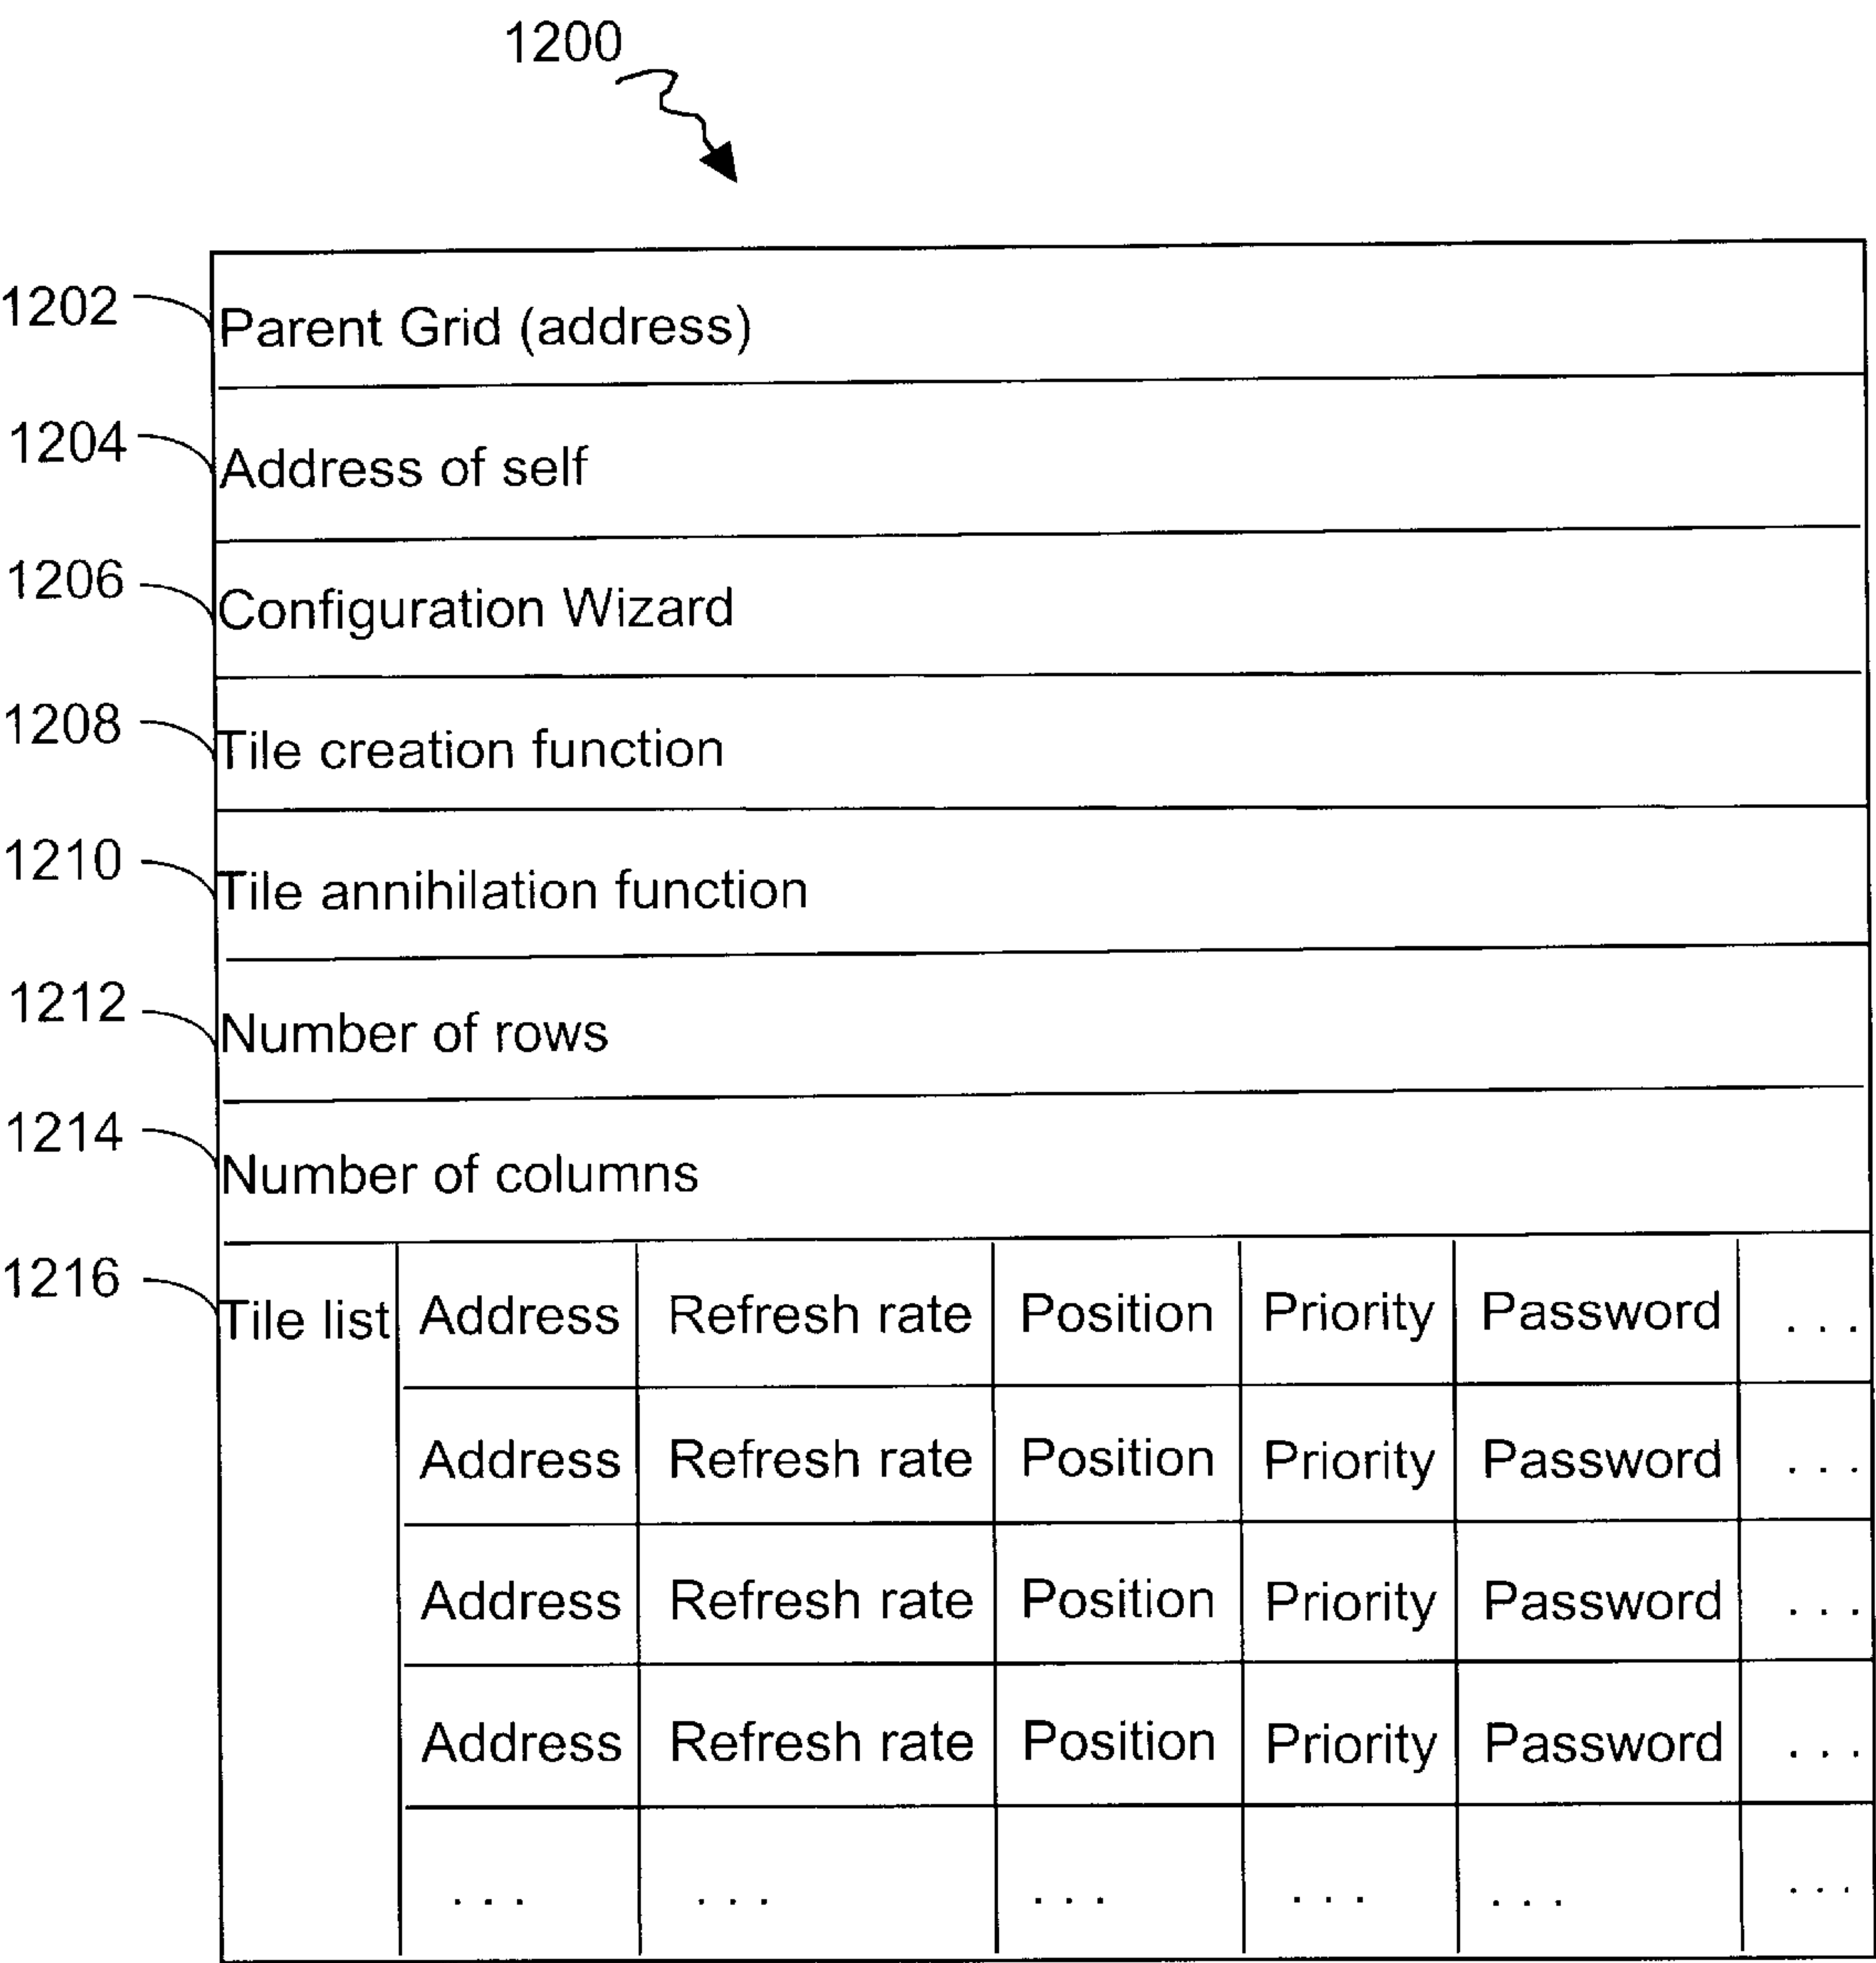 1200
1202 Parent Grid (address)
1204 Address of self
1206 Configuration Wizard
1208 Tile creation function
1210 Tile annihilation function
1212 Number of rows
1214 Number of columns
1216 Tile list Address Refresh rate Position Priority Password . . .
Address Refresh rate Position Priority Password . . .
Address Refresh rate Position Priority Password . . .
Address Refresh rate Position Priority Password . . .
. . . . . . . . . . . . . . . . . .